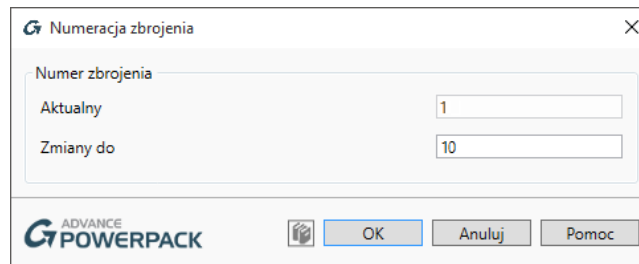 Numeracja zbrojenia
Numer zbrojenia
Aktualny 1
Zmiany do 10
ADVANCE
POWERPACK
OK Anuluj Pomoc